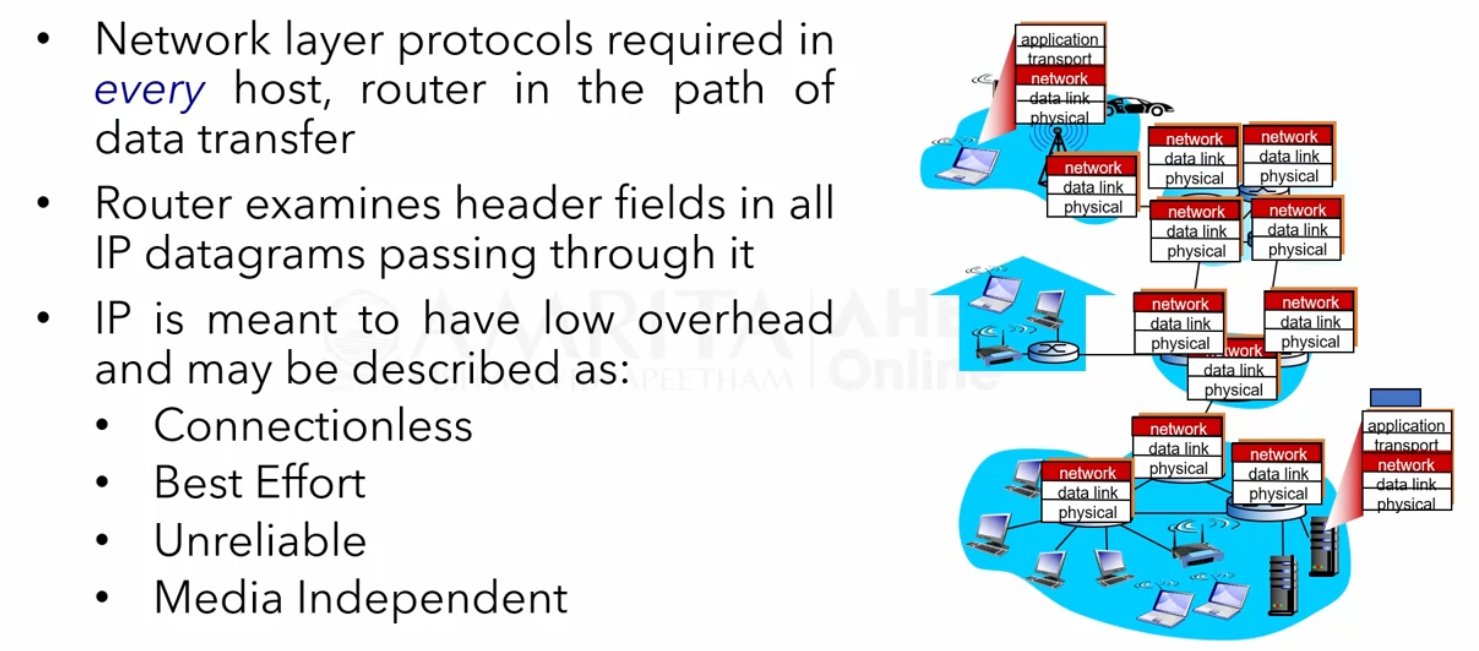 • Network layer protocols required in
every host, router in the path of
data transfer
• Router examines header fields in all
IP datagrams passing through it
• IP is meant to have low overhead
and may be described as:
• Connectionless
• Best Effort
• Unreliable
• Media Independent
AMRITA
VISHWA VIDYAPEETHAM
AHEAD
Online
application
transport
network
data link
physical
network
data link
physical
network
data link
physical
network
data link
physical
network
data link
physical
network
data link
physical
network
data link
physical
network
data link
physical
network
data link
physical
network
data link
physical
network
data link
physical
network
data link
physical
application
transport
network
data link
physical